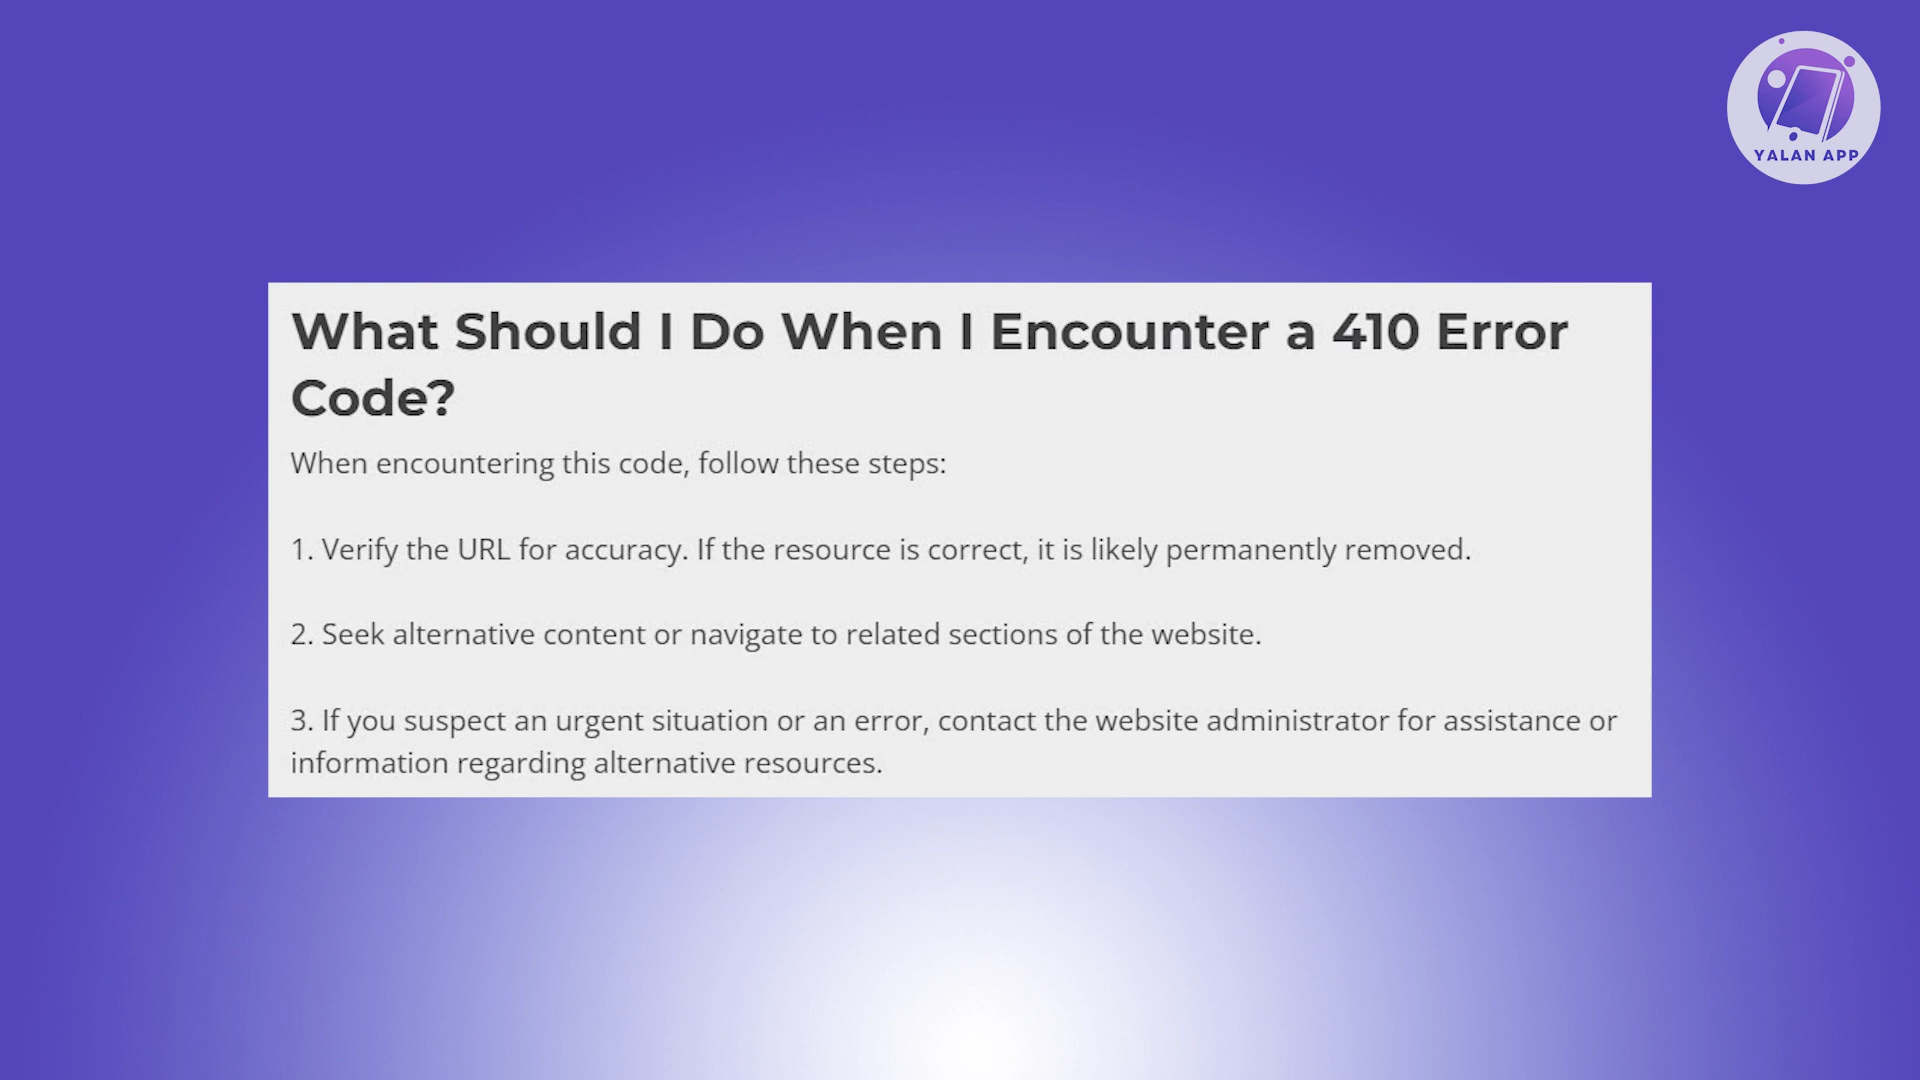 YALAN APP
What Should I Do When I Encounter a 410 Error
Code?
When encountering this code, follow these steps:
1. Verify the URL for accuracy. If the resource is correct, it is likely permanently removed.
2. Seek alternative content or navigate to related sections of the website.
3. If you suspect an urgent situation or an error, contact the website administrator for assistance or
information regarding alternative resources.